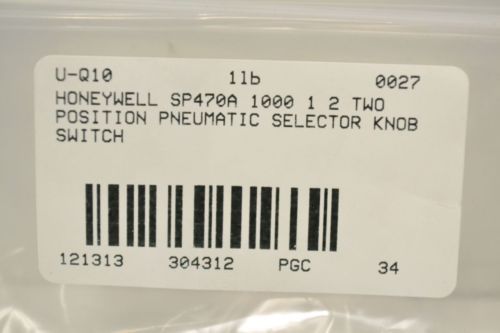 U-Q10 1lb 0027
HONEYWELL SP470A 1000 1 2 TWO
POSITION PNEUMATIC SELECTOR KNOB
SWITCH
121313 304312 PGC 34